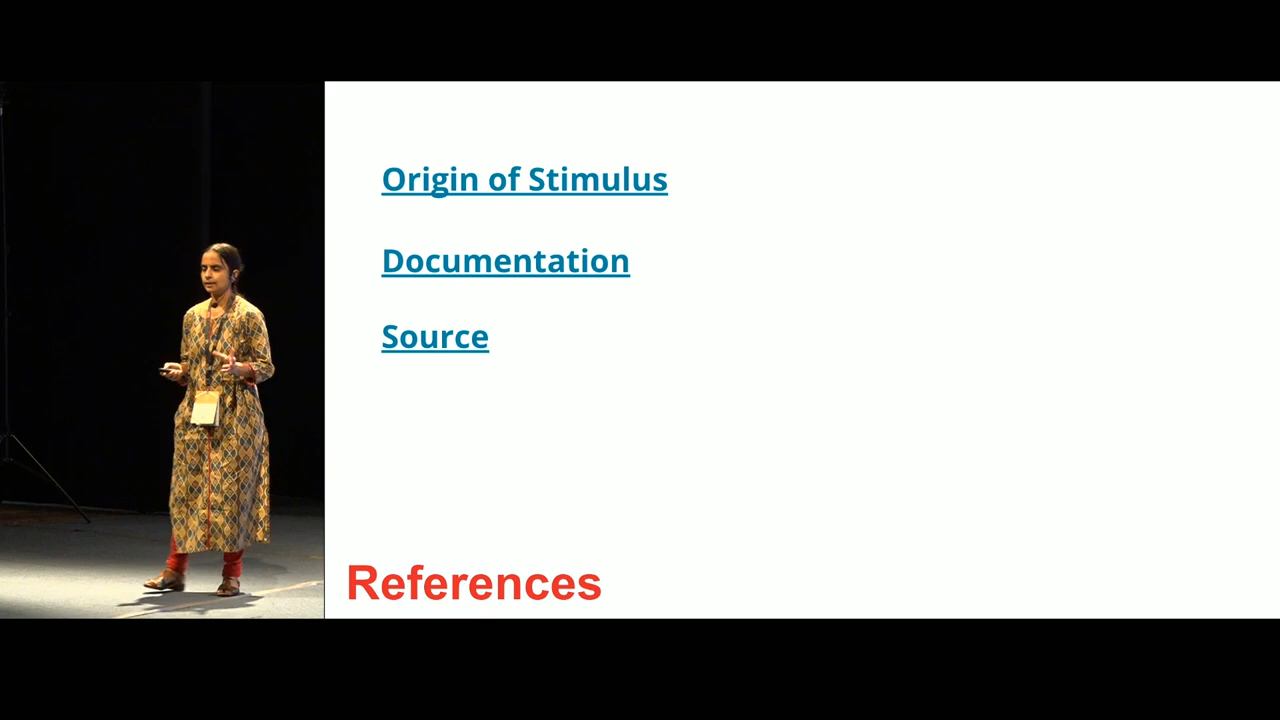 Origin of Stimulus
Documentation
Source
References